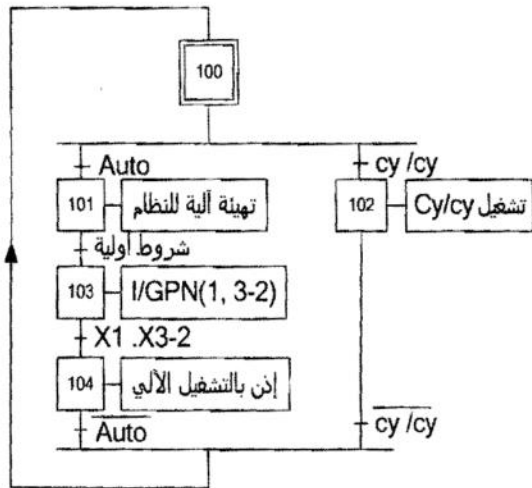 100
Auto
cy /cy
101
تهيئة آلية للنظام
102
تشغيل Cy/cy
شروط أولية
103
I/GPN(1, 3-2)
X1 .X3-2
104
إذن بالتشغيل الآلي
Auto
cy /cy